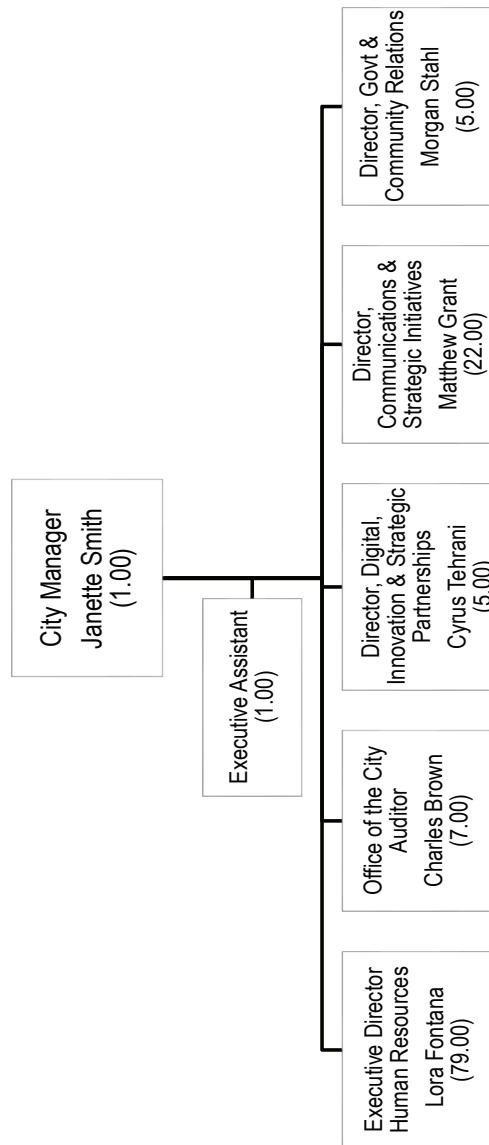 City Manager
Janette Smith
(1.00)
Executive Assistant
(1.00)
Executive Director
Human Resources
Lora Fontana
(79.00)
Office of the City
Auditor
Charles Brown
(7.00)
Director, Digital,
Innovation & Strategic
Partnerships
Cyrus Tehrani
(5.00)
Director,
Communications &
Strategic Initiatives
Matthew Grant
(22.00)
Director, Govt &
Community Relations
Morgan Stahl
(5.00)